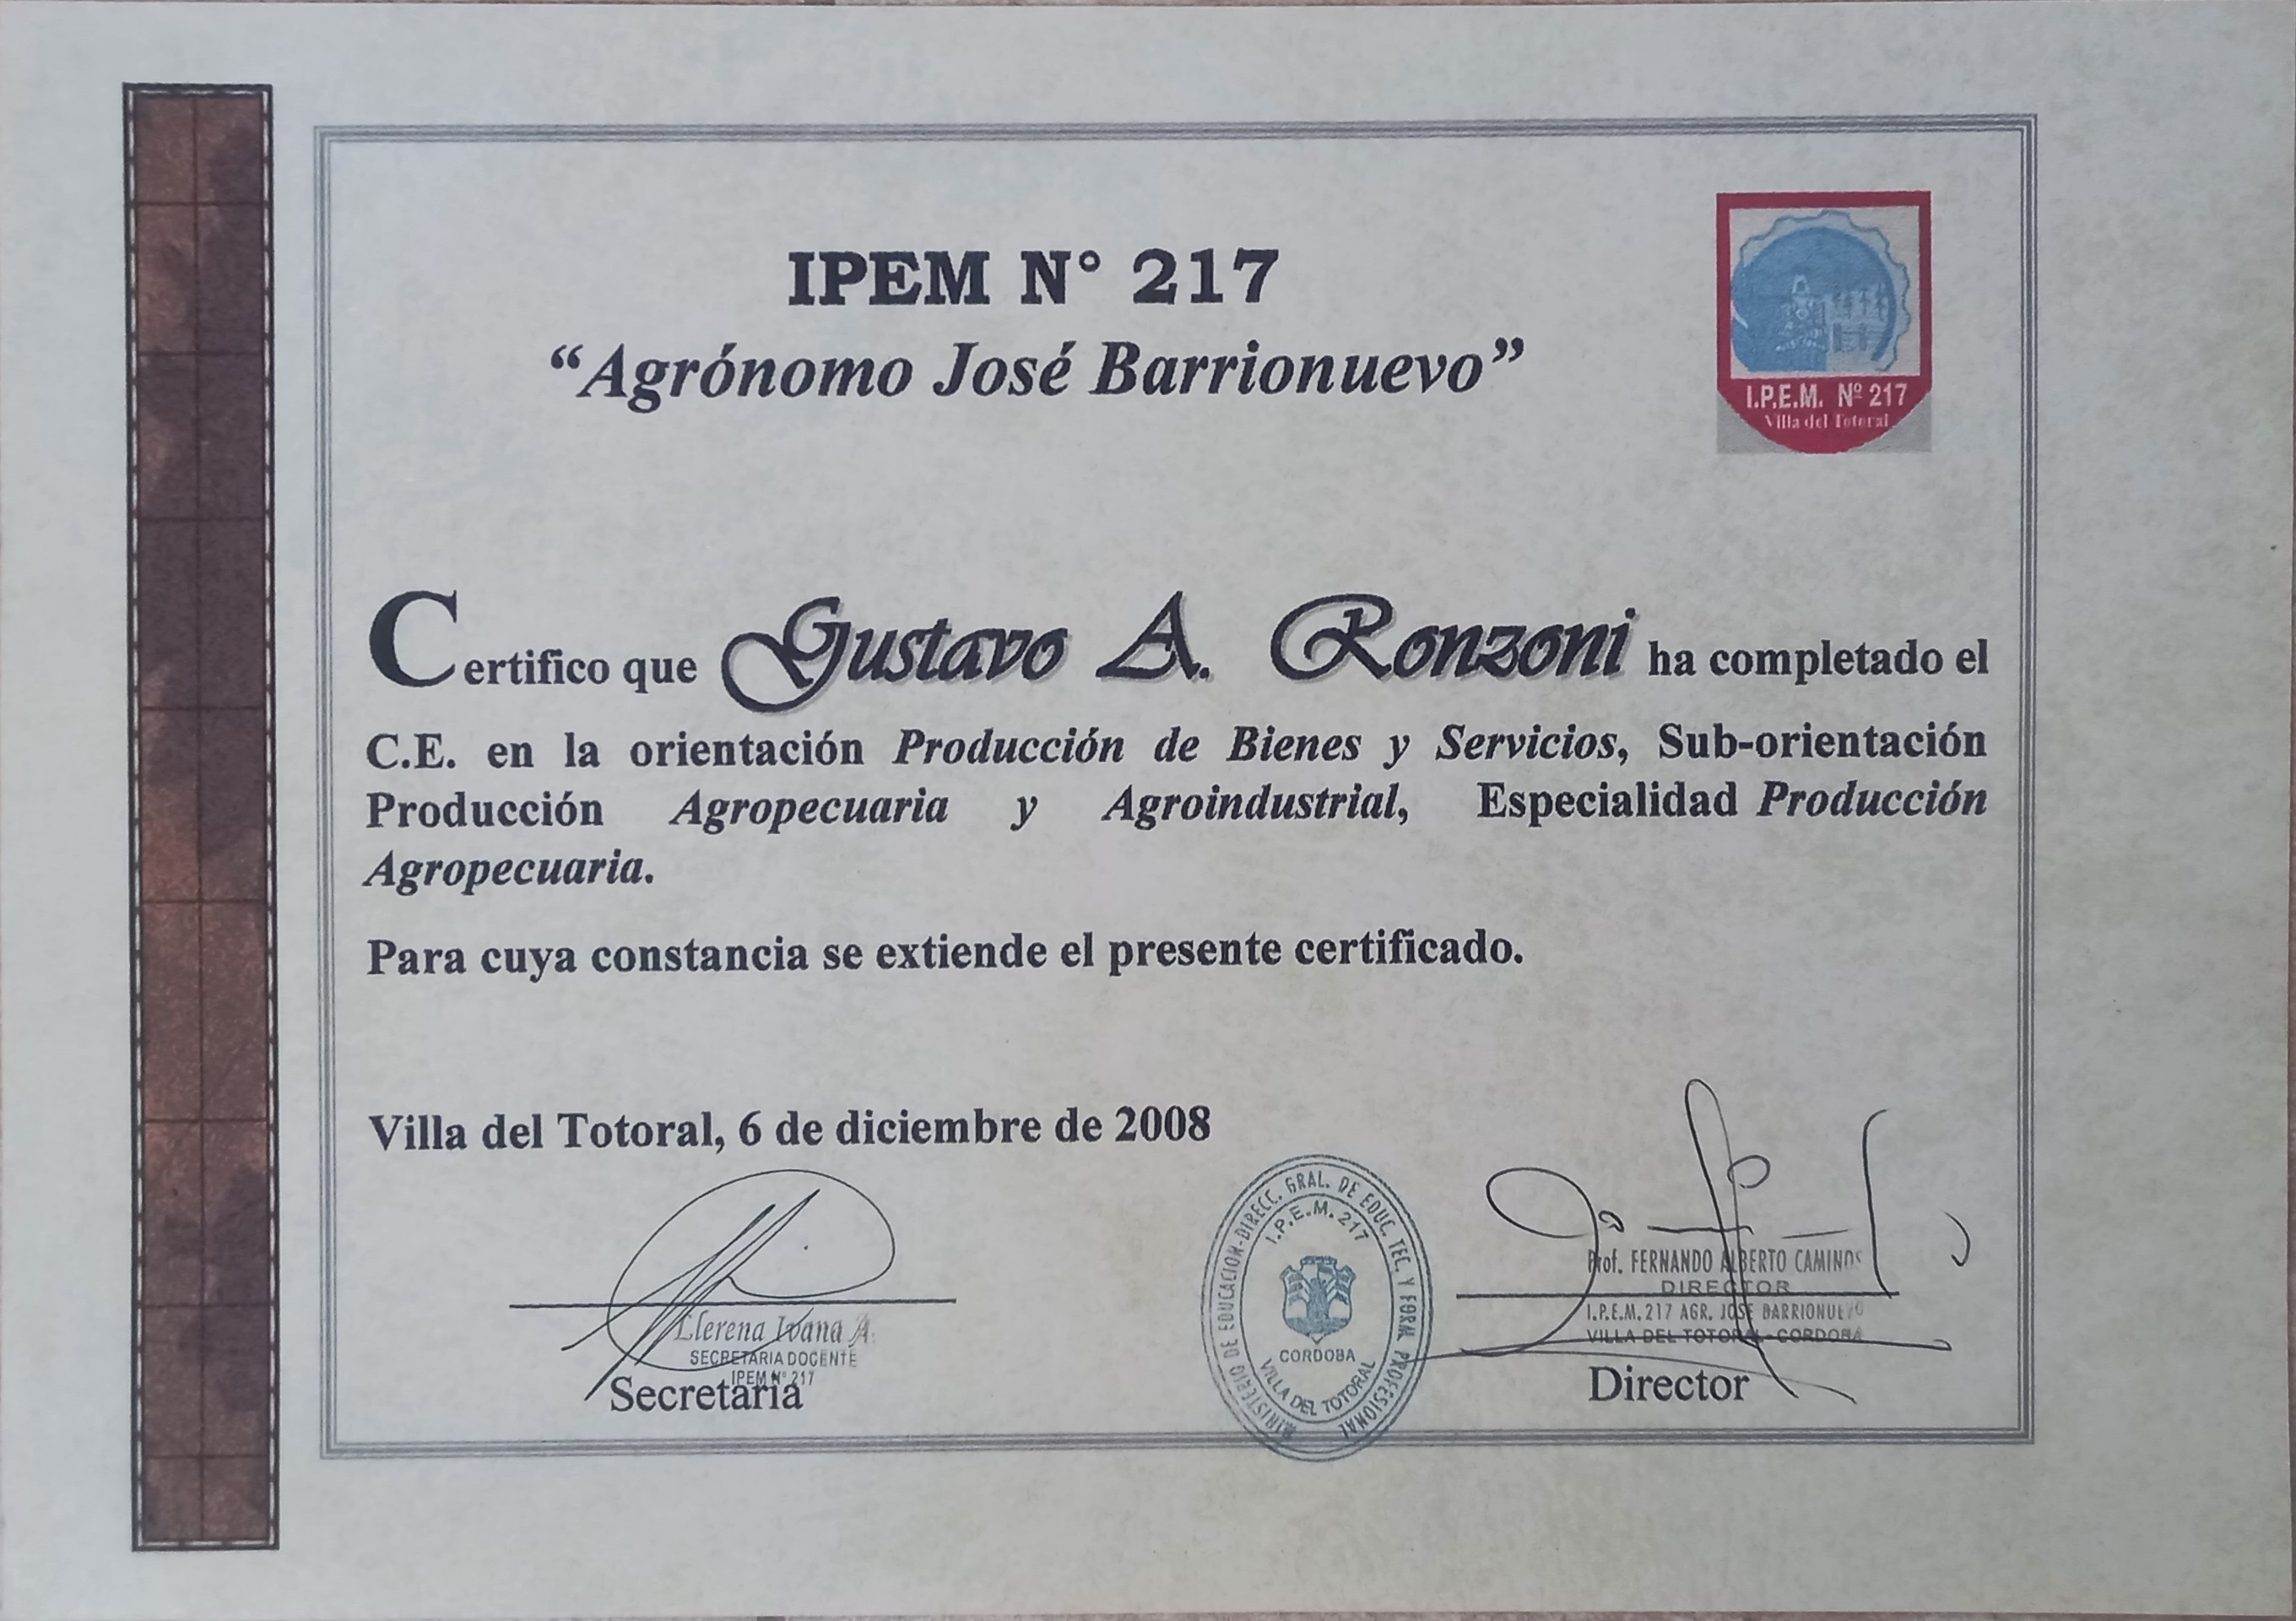 IPEM N° 217
“Agrónomo José Barrionuevo”
I.P.E.M. Nº 217
Villa del Totoral
Certifico que Gustavo A. Ronzoni ha completado el
C.E. en la orientación Producción de Bienes y Servicios, Sub-orientación
Producción Agropecuaria y Agroindustrial, Especialidad Producción
Agropecuaria.
Para cuya constancia se extiende el presente certificado.
Villa del Totoral, 6 de diciembre de 2008
Llerena Ivana A.
SECRETARIA DOCENTE
IPEM N° 217
Secretaria
MINISTERIO DE EDUCACION-DIRECC. GRAL. DE EDUC. TEC. Y FORM. PROFESIONAL
I.P.E.M. 217
CORDOBA
VILLA DEL TOTORAL
Prof. FERNANDO ALBERTO CAMINOS
DIRECTOR
I.P.E.M. 217 AGR. JOSE BARRIONUEVO
VILLA DEL TOTORAL - CORDOBA
Director